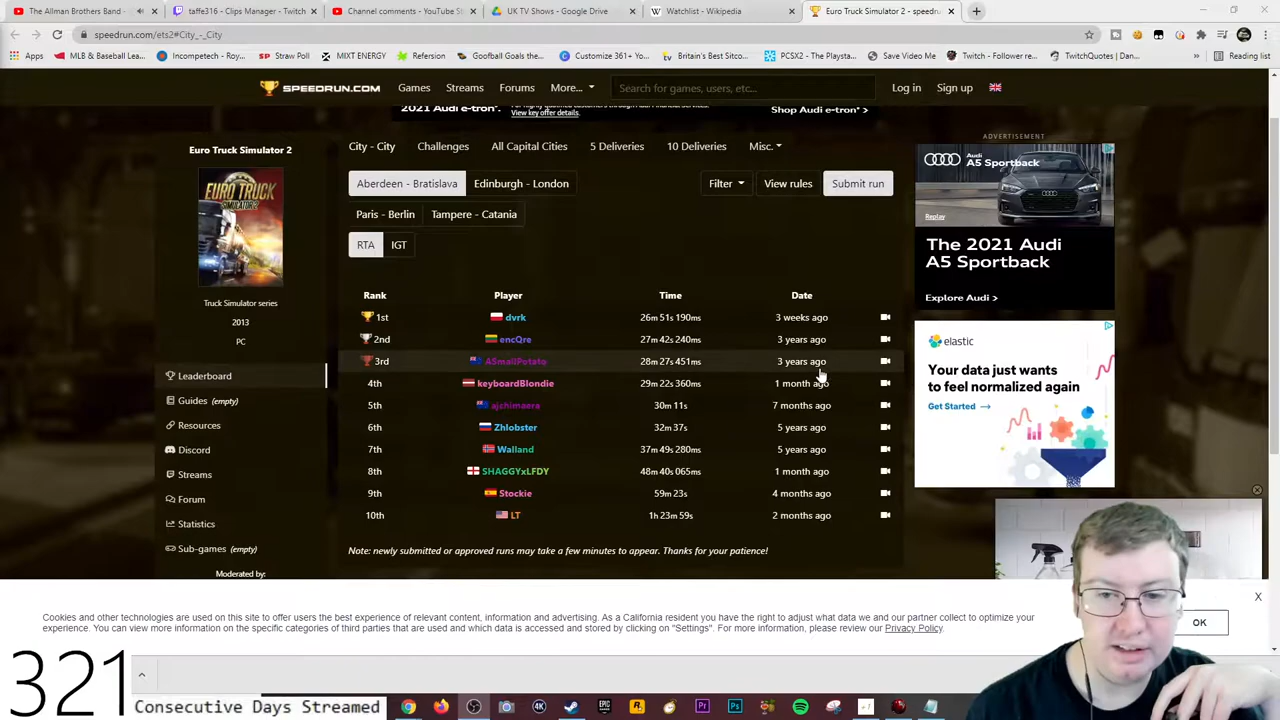 The Allman Brothers Band -
taffe316 - Clip Manager - Twitch
Channel comments - YouTube S
UK TV Shows - Google Drive
Watchlist - Wikipedia
Euro Truck Simulator 2 - speedru
speedrun.com/ets2#City_-_City
Apps
MLB & Baseball Lea...
Incompetech - Roy...
Straw Poll
MIXT ENERGY
Refersion
Goofball Goals the...
Customize 361+ Yo...
Britain's Best Sitco...
PCSX2 - The Playsta...
Save Video Me
Twitch - Follower re...
TwitchQuotes |...
SPEEDRUN.COM
Games
Streams
Forums
More...
Search for games, users, etc...
Log in
Sign up
2021 Audi e-tron®.
View key offer details.
Shop Audi e-tron® >
ADVERTISEMENT
Euro Truck Simulator 2
City - City
Challenges
All Capital Cities
5 Deliveries
10 Deliveries
Misc.
Aberdeen - Bratislava
Edinburgh - London
Filter
View rules
Submit run
Paris - Berlin
Tampere - Catania
RTA
IGT
Audi
A5 Sportback
Replay
The 2021 Audi
A5 Sportback
Explore Audi >
Truck Simulator series
2013
PC
Leaderboard
Guides (empty)
Resources
Discord
Streams
Forum
Statistics
Sub-games (empty)
Moderated by:
Rank Player Time Date
1st dvrk 26m 51s 190ms 3 weeks ago
2nd encQre 27m 42s 240ms 3 years ago
3rd ASmallPotato 28m 27s 451ms 3 years ago
4th keyboardBlondie 29m 22s 360ms 1 month ago
5th ajchimaera 30m 11s 7 months ago
6th Zhlobster 32m 37s 5 years ago
7th Walland 37m 49s 280ms 5 years ago
8th SHAGGYxLFDY 48m 40s 065ms 1 month ago
9th Stockie 59m 23s 4 months ago
10th LT 1h 23m 59s 2 months ago
Note: newly submitted or approved runs may take a few minutes to appear. Thanks for your patience!
elastic
Your data just wants
to feel normalized again
Get Started
Cookies and other technologies are used on this site to offer users the best experience of relevant content, information and advertising. As a California resident you have the right to adjust what data we and our partner collect to optimize your
experience. You can view more information on the specific categories of third parties that are used and which data is accessed and stored by clicking on "Settings". For more information, please review our Privacy Policy.
X
OK
321
Consecutive Days Streamed